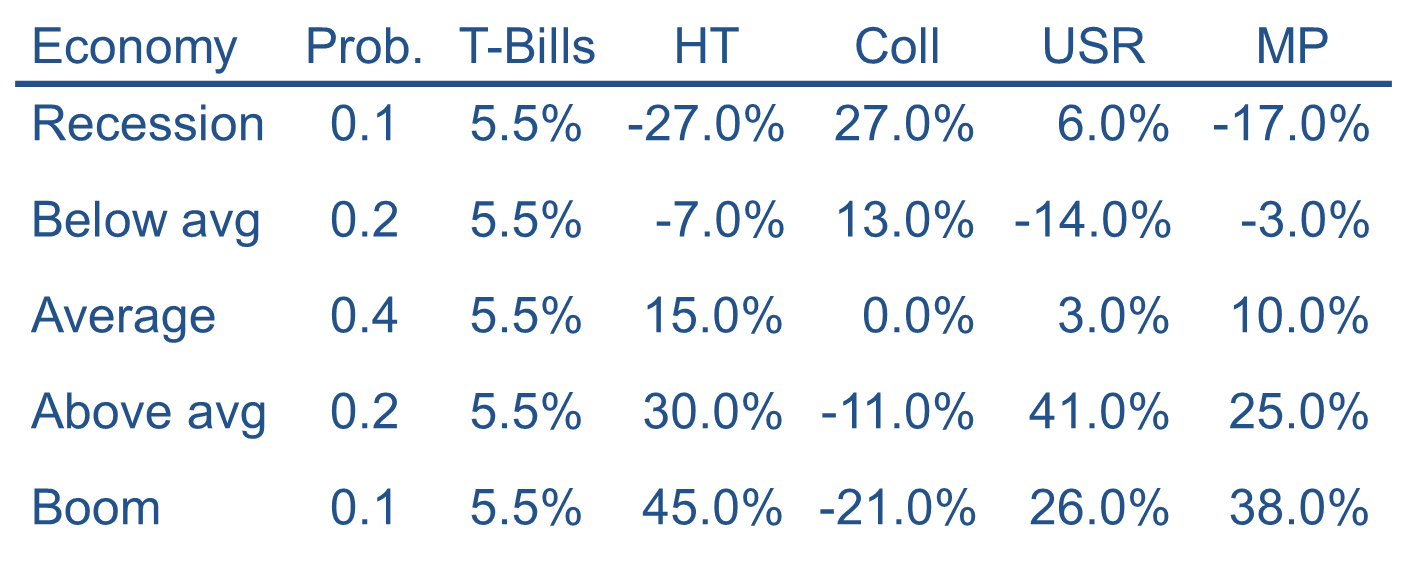 Economy Prob. T-Bills HT Coll USR MP
Recession 0.1 5.5% -27.0% 27.0% 6.0% -17.0%
Below avg 0.2 5.5% -7.0% 13.0% -14.0% -3.0%
Average 0.4 5.5% 15.0% 0.0% 3.0% 10.0%
Above avg 0.2 5.5% 30.0% -11.0% 41.0% 25.0%
Boom 0.1 5.5% 45.0% -21.0% 26.0% 38.0%